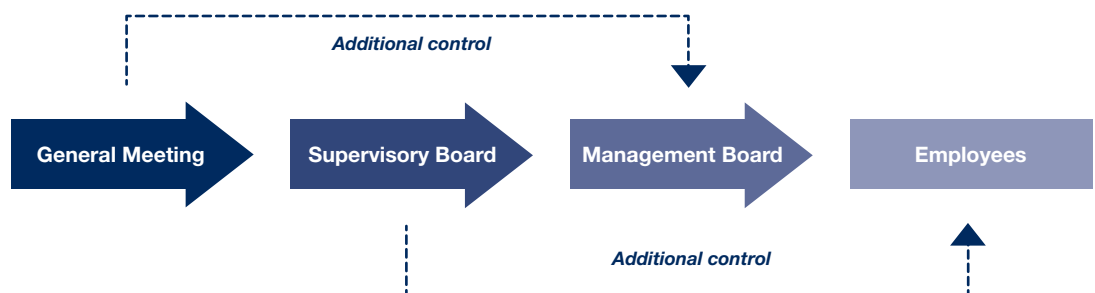 Additional control
General Meeting
Supervisory Board
Management Board
Employees
Additional control